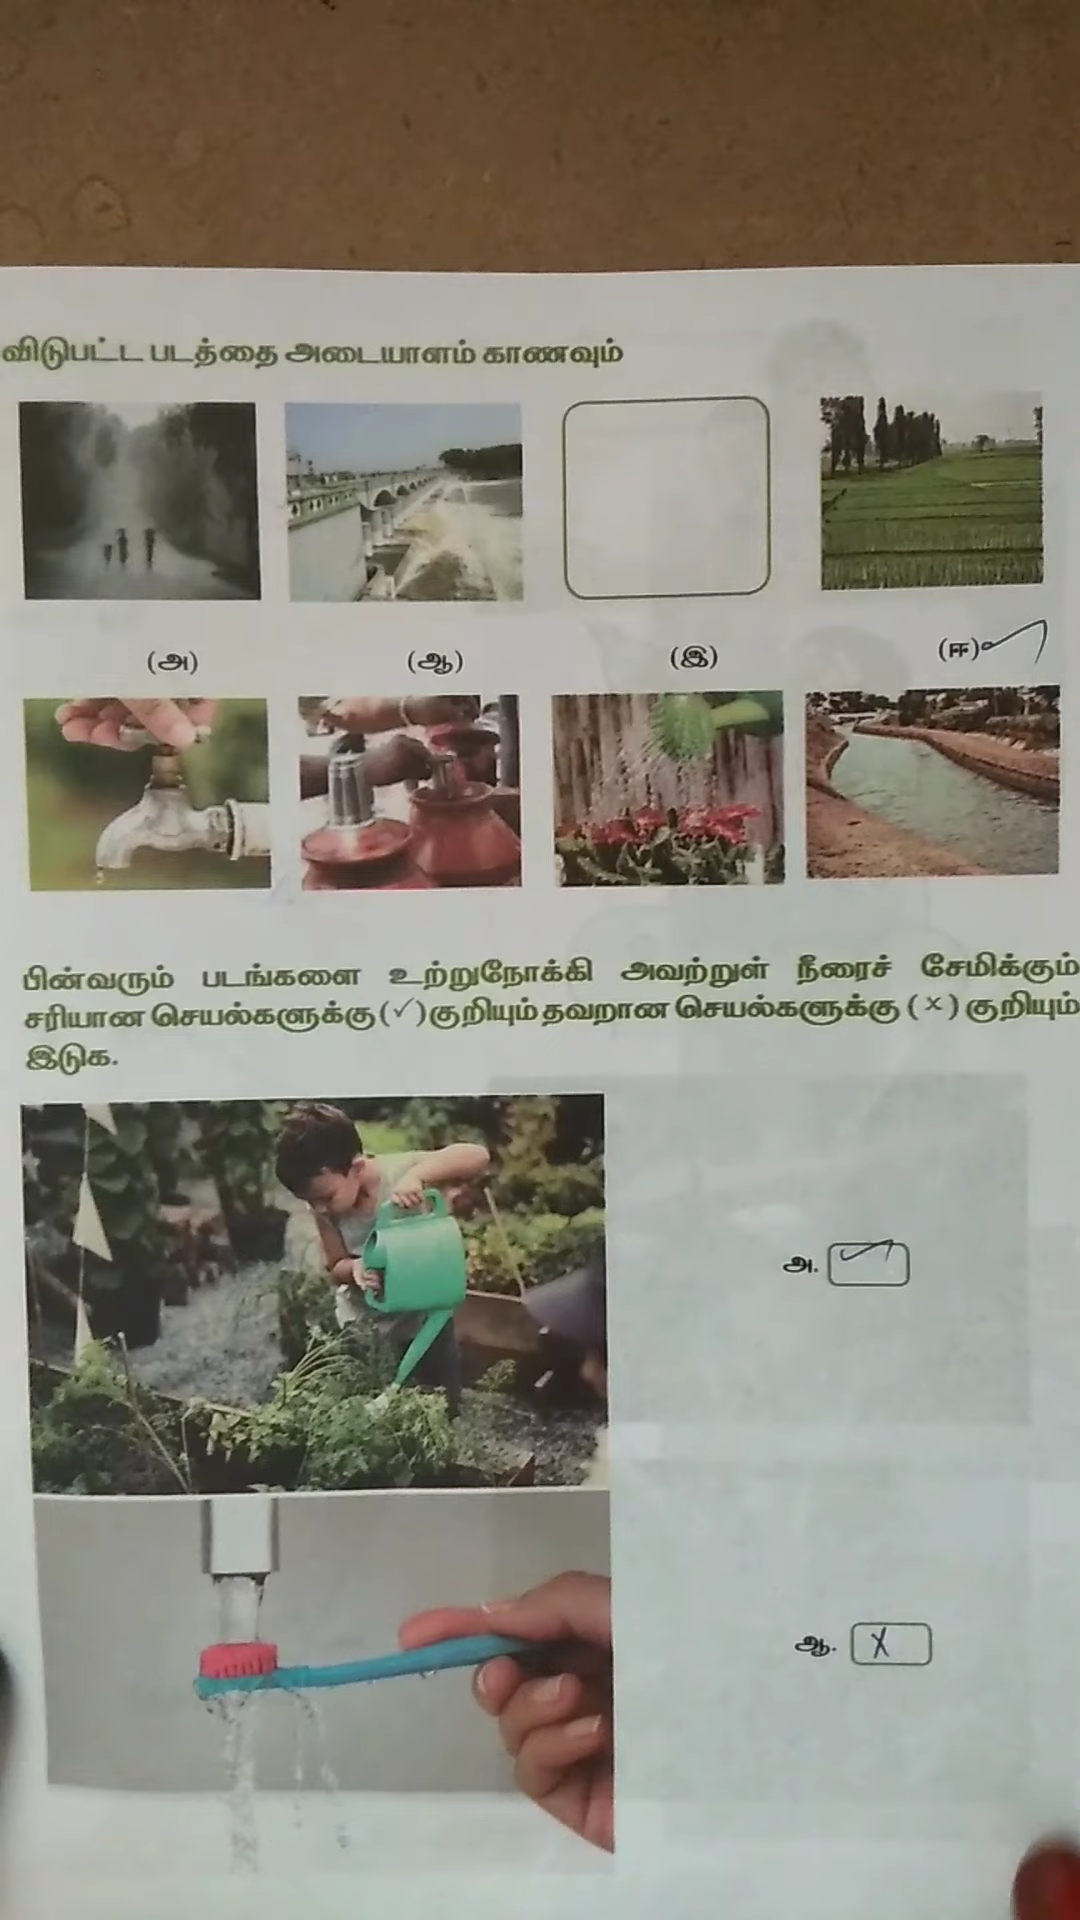 விடுபட்ட படத்தை அடையாளம் காணவும்
(அ) (ஆ) (இ) (ஈ) ✓
பின்வரும் படங்களை உற்றுநோக்கி அவற்றுள் நீரைச் சேமிக்கும்
சரியான செயல்களுக்கு (✓) குறியும் தவறான செயல்களுக்கு (×) குறியும்
இடுக.
அ. ✓
ஆ. X